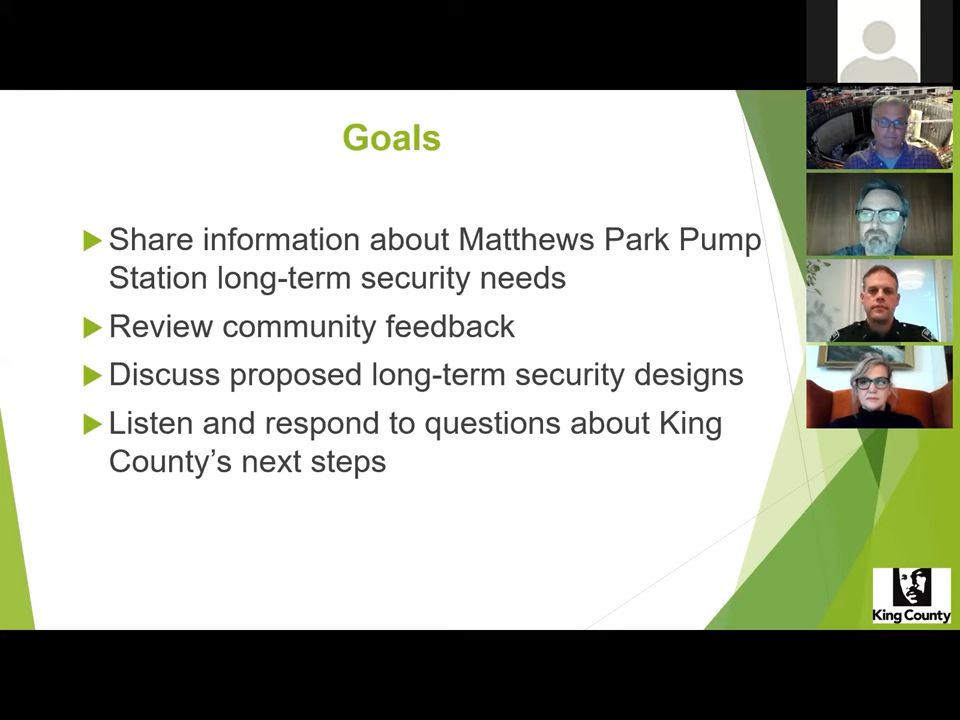 Goals
Share information about Matthews Park Pump
Station long-term security needs
Review community feedback
Discuss proposed long-term security designs
Listen and respond to questions about King
County's next steps
King County